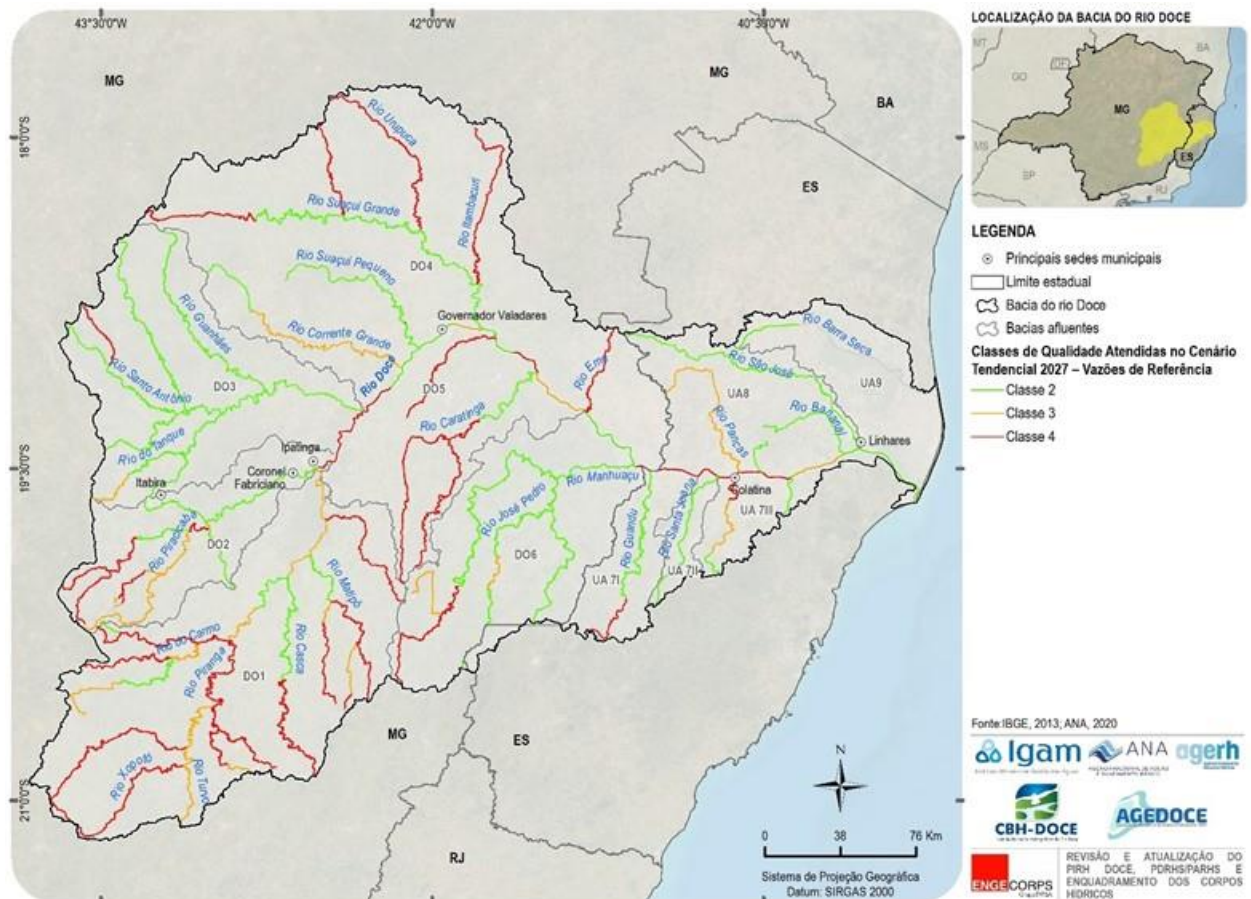 43°30'0"W
42°0'0"W
40°30'0"W
18°0'0"S
19°30'0"S
21°0'0"S
MG
MG
BA
ES
MG
ES
RJ
Rio Urupuca
Rio Suaçuí Grande
Rio Itambacuri
Rio Suaçuí Pequeno
DO4
Governador Valadares
Rio Guanhães
Rio Corrente Grande
Rio Doce
Rio Santo Antônio
DO3
DO5
Rio Eme
Rio Barra Seca
Rio São José
UA9
UA8
Rio Caratinga
Rio Pancas
Rio Bananal
Linhares
Rio do Tanque
Ipatinga
Coronel
Fabriciano
Itabira
Rio Manhuaçu
Colatina
Rio José Pedro
Rio Guandu
Rio Santa Joana
UA 7III
Rio Piracicaba
DO2
DO6
UA 7I
UA 7II
Rio Matipó
Rio do Carmo
Rio Casca
Rio Piranga
DO1
Rio Xopotó
Rio Turvo
N
0 38 76 Km
Sistema de Projeção Geográfica
Datum: SIRGAS 2000
LOCALIZAÇÃO DA BACIA DO RIO DOCE
MT
BA
GO
DF
MG
MS
ES
SP
RJ
LEGENDA
Principais sedes municipais
Limite estadual
Bacia do rio Doce
Bacias afluentes
Classes de Qualidade Atendidas no Cenário
Tendencial 2027 – Vazões de Referência
Classe 2
Classe 3
Classe 4
Fonte:IBGE, 2013; ANA, 2020
Igam
ANA
agerh
CBH-DOCE
AGEDOCE
ENGECORPS
REVISÃO E ATUALIZAÇÃO DO
PIRH DOCE, PDRHS/PARHS E
ENQUADRAMENTO DOS CORPOS
HÍDRICOS